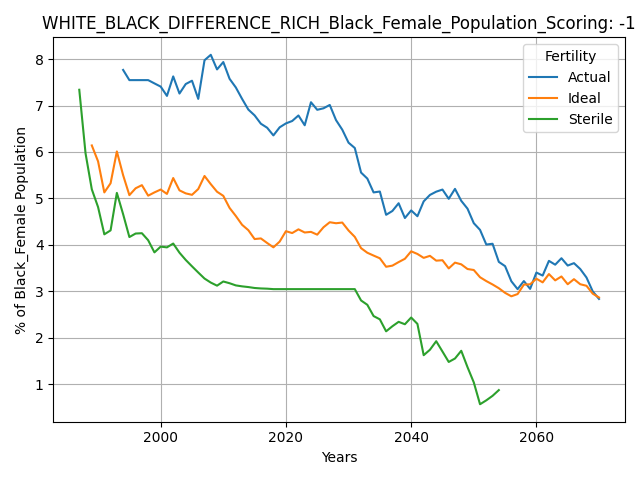 WHITE_BLACK_DIFFERENCE_RICH_Black_Female_Population_Scoring: -1
% of Black_Female Population
8
7
6
5
4
3
2
1
Fertility
Actual
Ideal
Sterile
2000 2020 2040 2060
Years